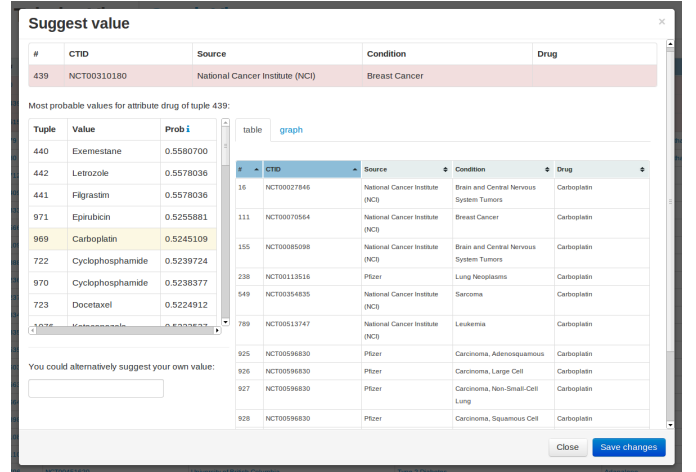 Suggest value ×
# CTID Source Condition Drug
439 NCT00310180 National Cancer Institute (NCI) Breast Cancer
Most probable values for attribute drug of tuple 439:
Tuple Value Prob i
440 Exemestane 0.5580700
442 Letrozole 0.5578036
441 Filgrastim 0.5578036
971 Epirubicin 0.5255881
969 Carboplatin 0.5245109
722 Cyclophosphamide 0.5239724
970 Cyclophosphamide 0.5238377
723 Docetaxel 0.5224912
You could alternatively suggest your own value:
table graph
# CTID Source Condition Drug
16 NCT00027846 National Cancer Institute Brain and Central Nervous Carboplatin
(NCI) System Tumors
111 NCT00070564 National Cancer Institute Breast Cancer Carboplatin
(NCI)
155 NCT00085098 National Cancer Institute Brain and Central Nervous Carboplatin
(NCI) System Tumors
238 NCT00113516 Pfizer Lung Neoplasms Carboplatin
549 NCT00354835 National Cancer Institute Sarcoma Carboplatin
(NCI)
789 NCT00513747 National Cancer Institute Leukemia Carboplatin
(NCI)
925 NCT00596830 Pfizer Carcinoma, Adenosquamous Carboplatin
926 NCT00596830 Pfizer Carcinoma, Large Cell Carboplatin
927 NCT00596830 Pfizer Carcinoma, Non-Small-Cell Carboplatin
Lung
928 NCT00596830 Pfizer Carcinoma, Squamous Cell Carboplatin
Close Save changes